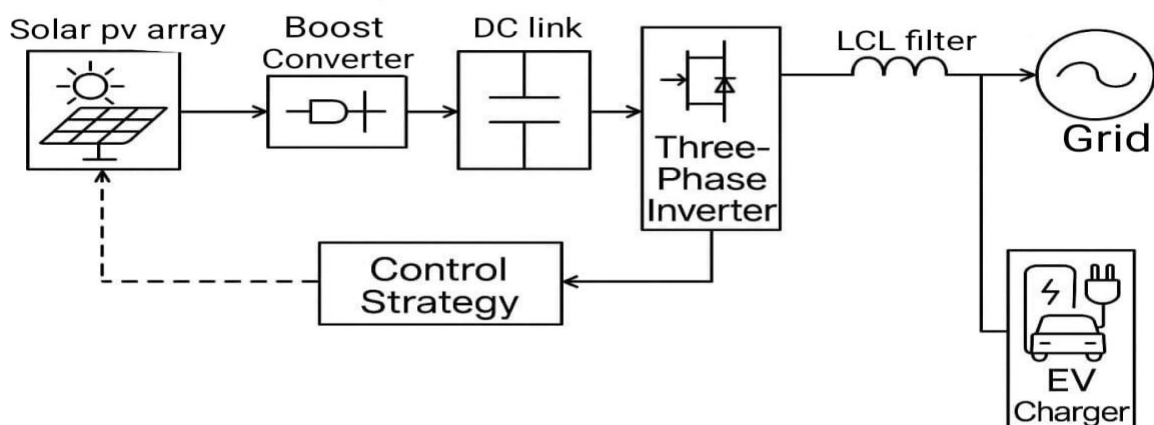 Solar pv array
Boost
Converter
DC link
Three-
Phase
Inverter
LCL filter
Grid
Control
Strategy
EV
Charger